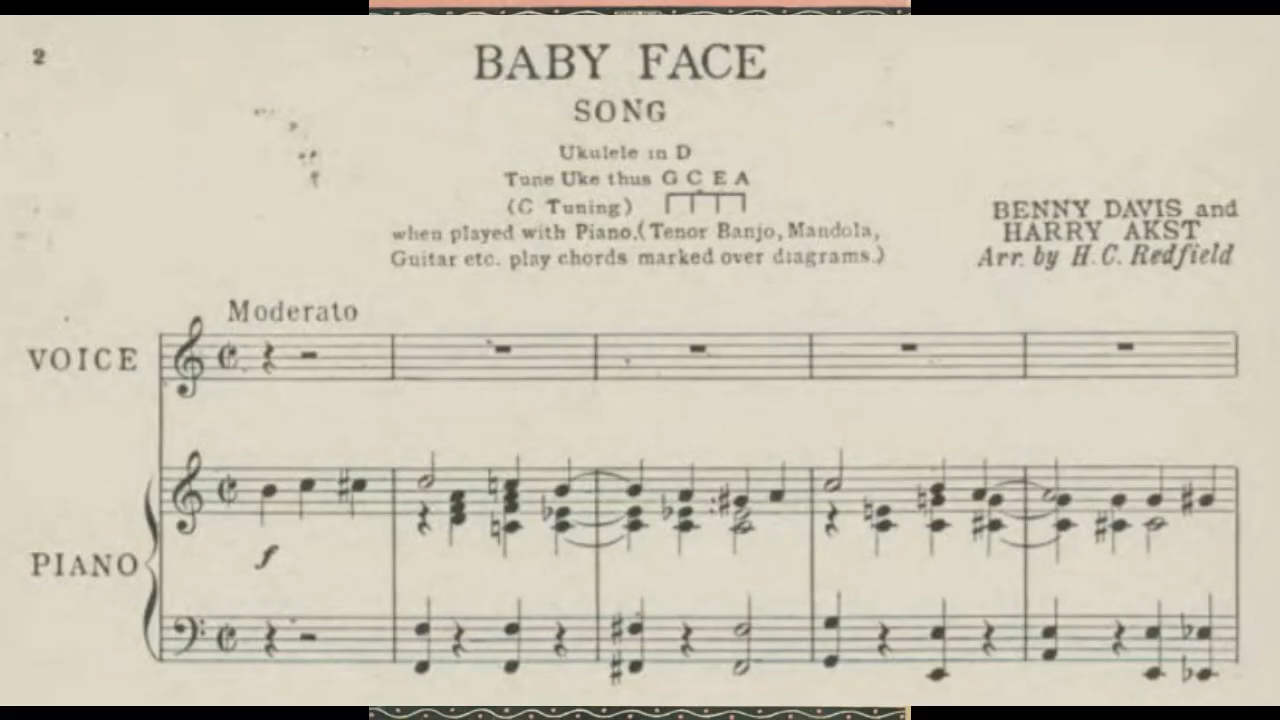 2
BABY FACE
SONG
Ukulele in D
Tune Uke thus G C E A
(C Tuning)
when played with Piano.(Tenor Banjo, Mandola,
Guitar etc. play chords marked over diagrams.)
BENNY DAVIS and
HARRY AKST
Arr. by H.C. Redfield
Moderato
VOICE
f
PIANO